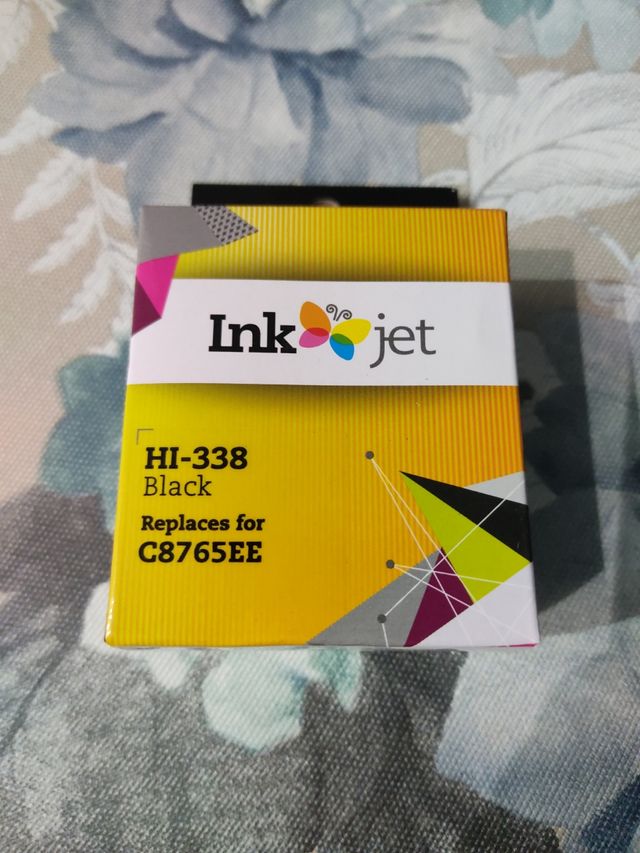 Ink jet
HI-338
Black
Replaces for
C8765EE